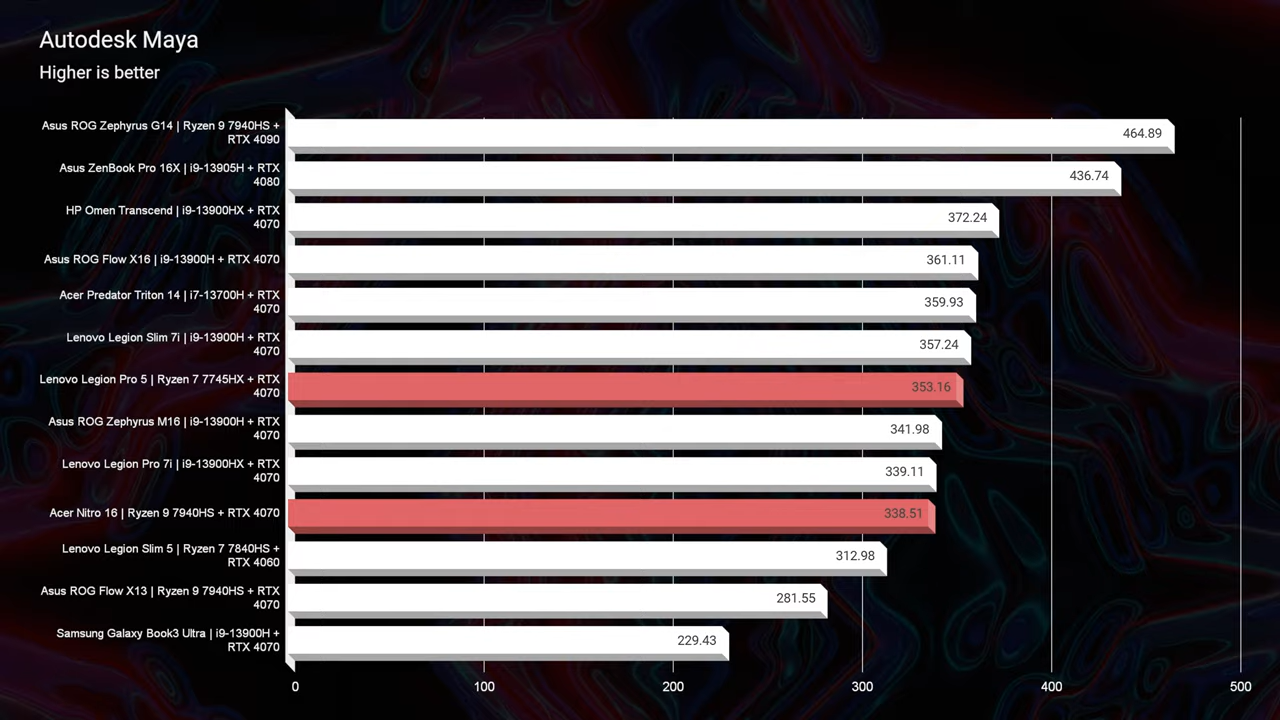 Autodesk Maya
Higher is better
Asus ROG Zephyrus G14 | Ryzen 9 7940HS +
RTX 4090
464.89
Asus ZenBook Pro 16X | i9-13905H + RTX
4080
436.74
HP Omen Transcend | i9-13900HX + RTX
4070
372.24
Asus ROG Flow X16 | i9-13900H + RTX 4070
361.11
Acer Predator Triton 14 | i7-13700H + RTX
4070
359.93
Lenovo Legion Slim 7i | i9-13900H + RTX
4070
357.24
Lenovo Legion Pro 5 | Ryzen 7 7745HX + RTX
4070
353.16
Asus ROG Zephyrus M16 | i9-13900H + RTX
4070
341.98
Lenovo Legion Pro 7i | i9-13900HX + RTX
4070
339.11
Acer Nitro 16 | Ryzen 9 7940HS + RTX 4070
338.51
Lenovo Legion Slim 5 | Ryzen 7 7840HS +
RTX 4060
312.98
Asus ROG Flow X13 | Ryzen 9 7940HS + RTX
4070
281.55
Samsung Galaxy Book3 Ultra | i9-13900H +
RTX 4070
229.43
0 100 200 300 400 500